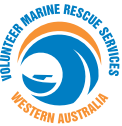 VOLUNTEER MARINE RESCUE SERVICES
WESTERN AUSTRALIA